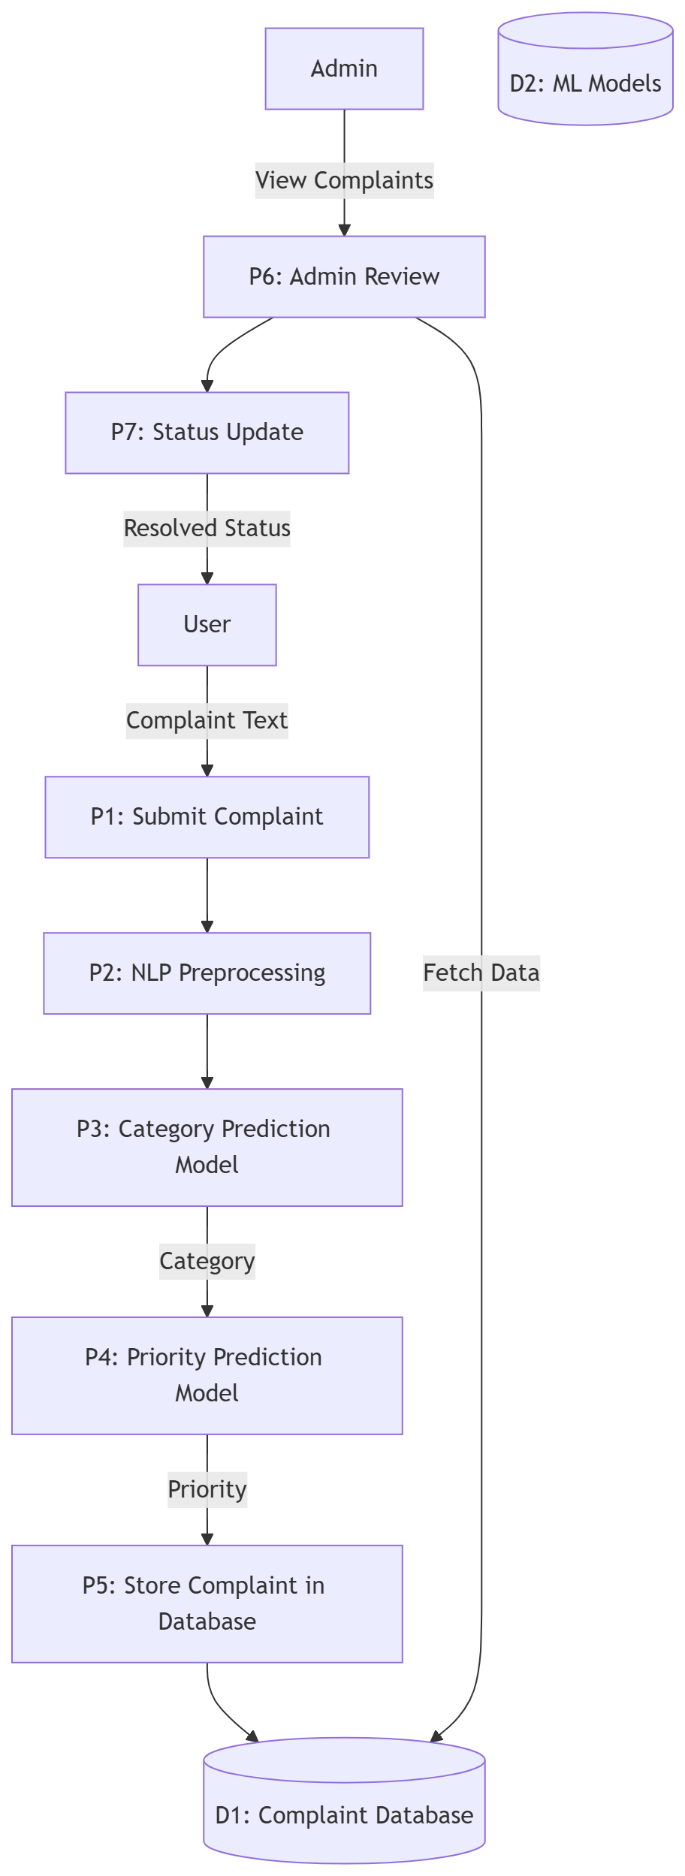 Admin
D2: ML Models
View Complaints
P6: Admin Review
P7: Status Update
Resolved Status
User
Complaint Text
P1: Submit Complaint
P2: NLP Preprocessing
Fetch Data
P3: Category Prediction
Model
Category
P4: Priority Prediction
Model
Priority
P5: Store Complaint in
Database
D1: Complaint Database